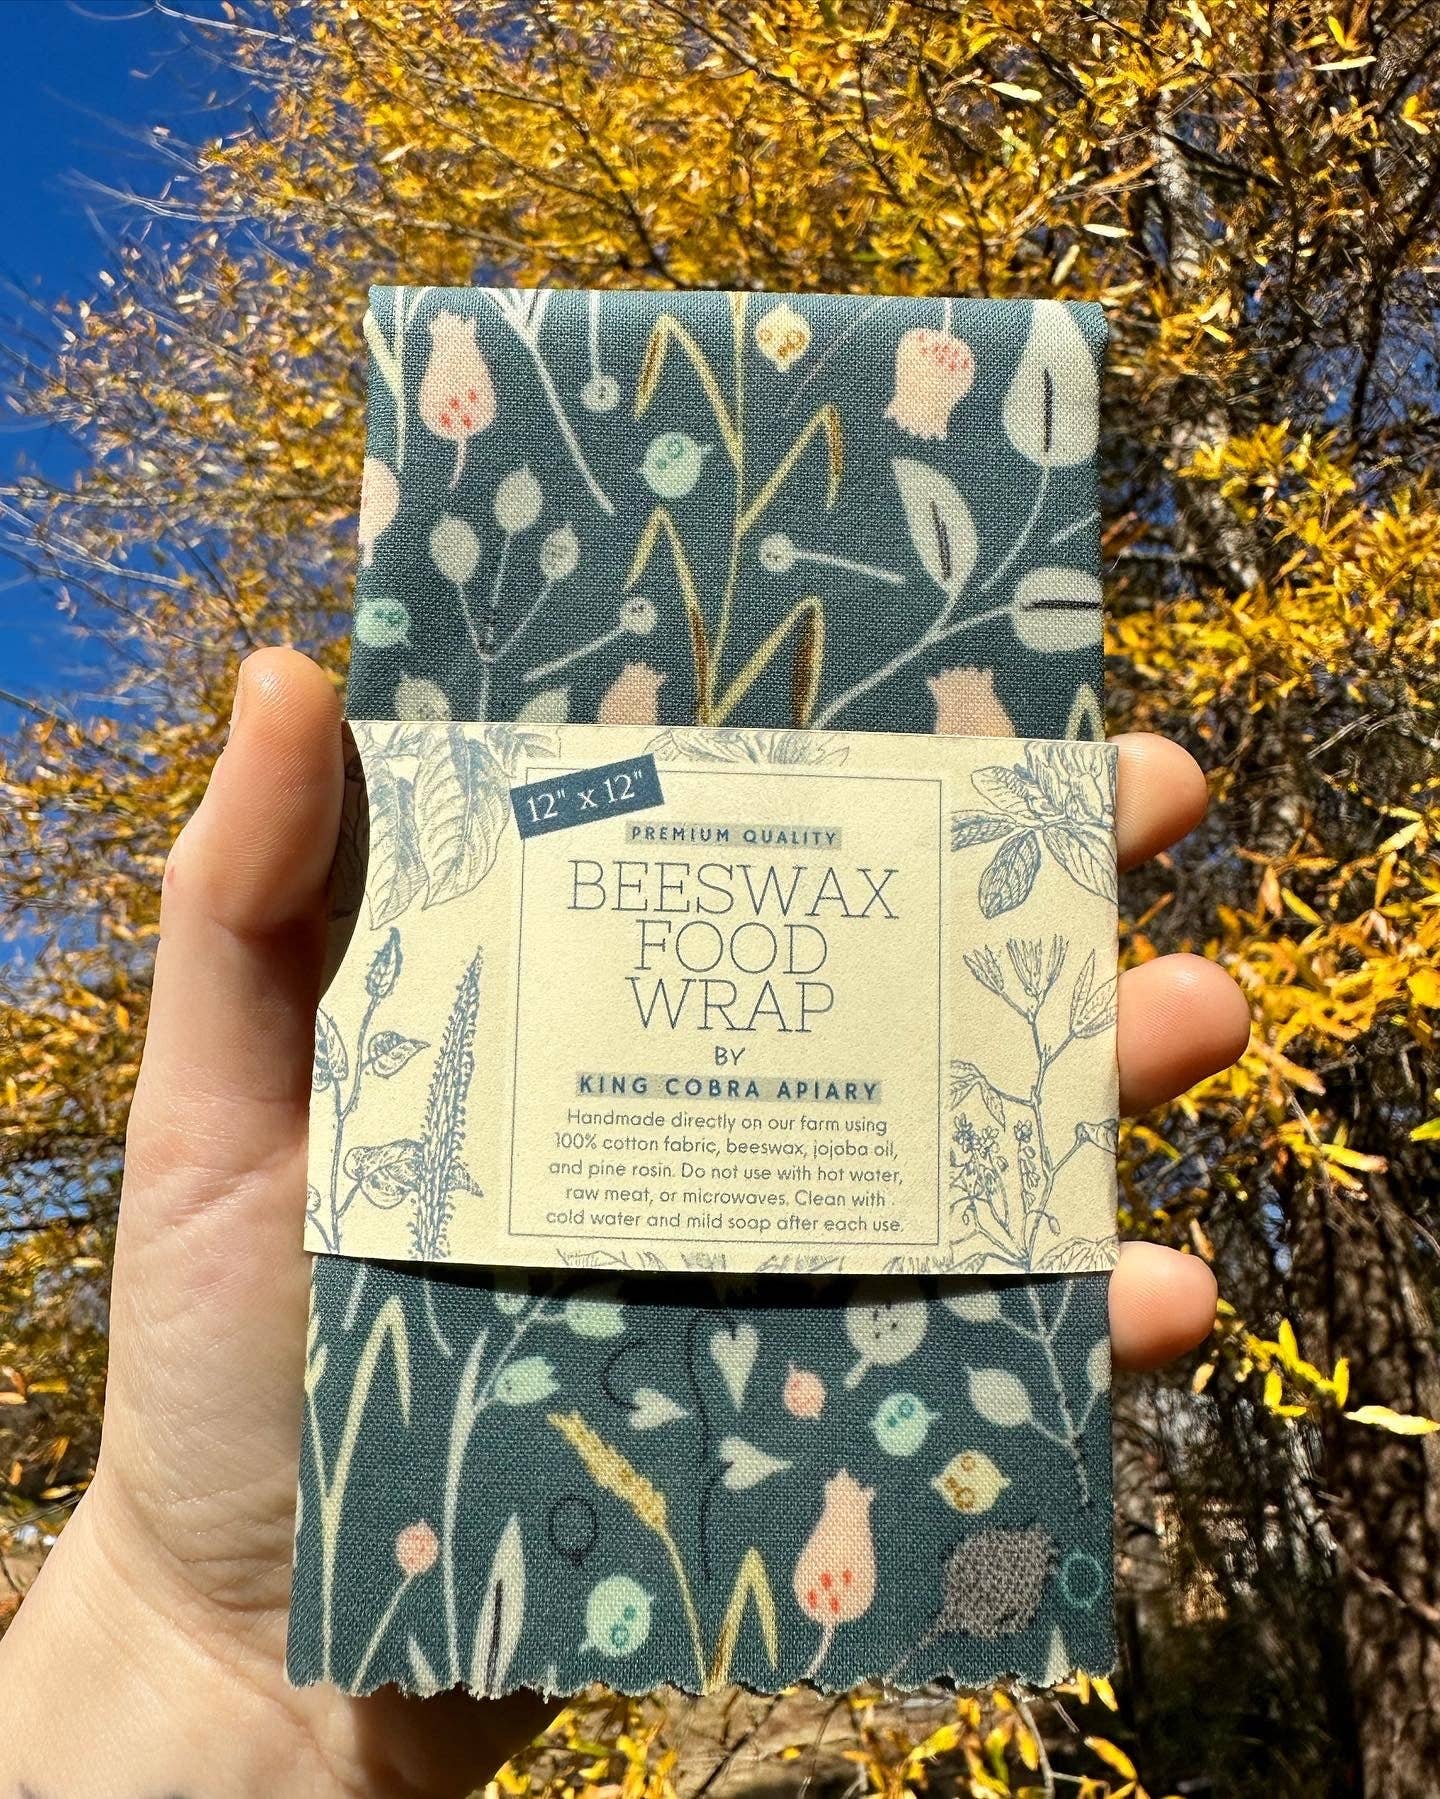 12" x 12"
PREMIUM QUALITY
BEESWAX
FOOD
WRAP
BY
KING COBRA APIARY
Handmade directly on our farm using
100% cotton fabric, beeswax, jojoba oil,
and pine rosin. Do not use with hot water,
raw meat, or microwaves. Clean with
cold water and mild soap after each use.